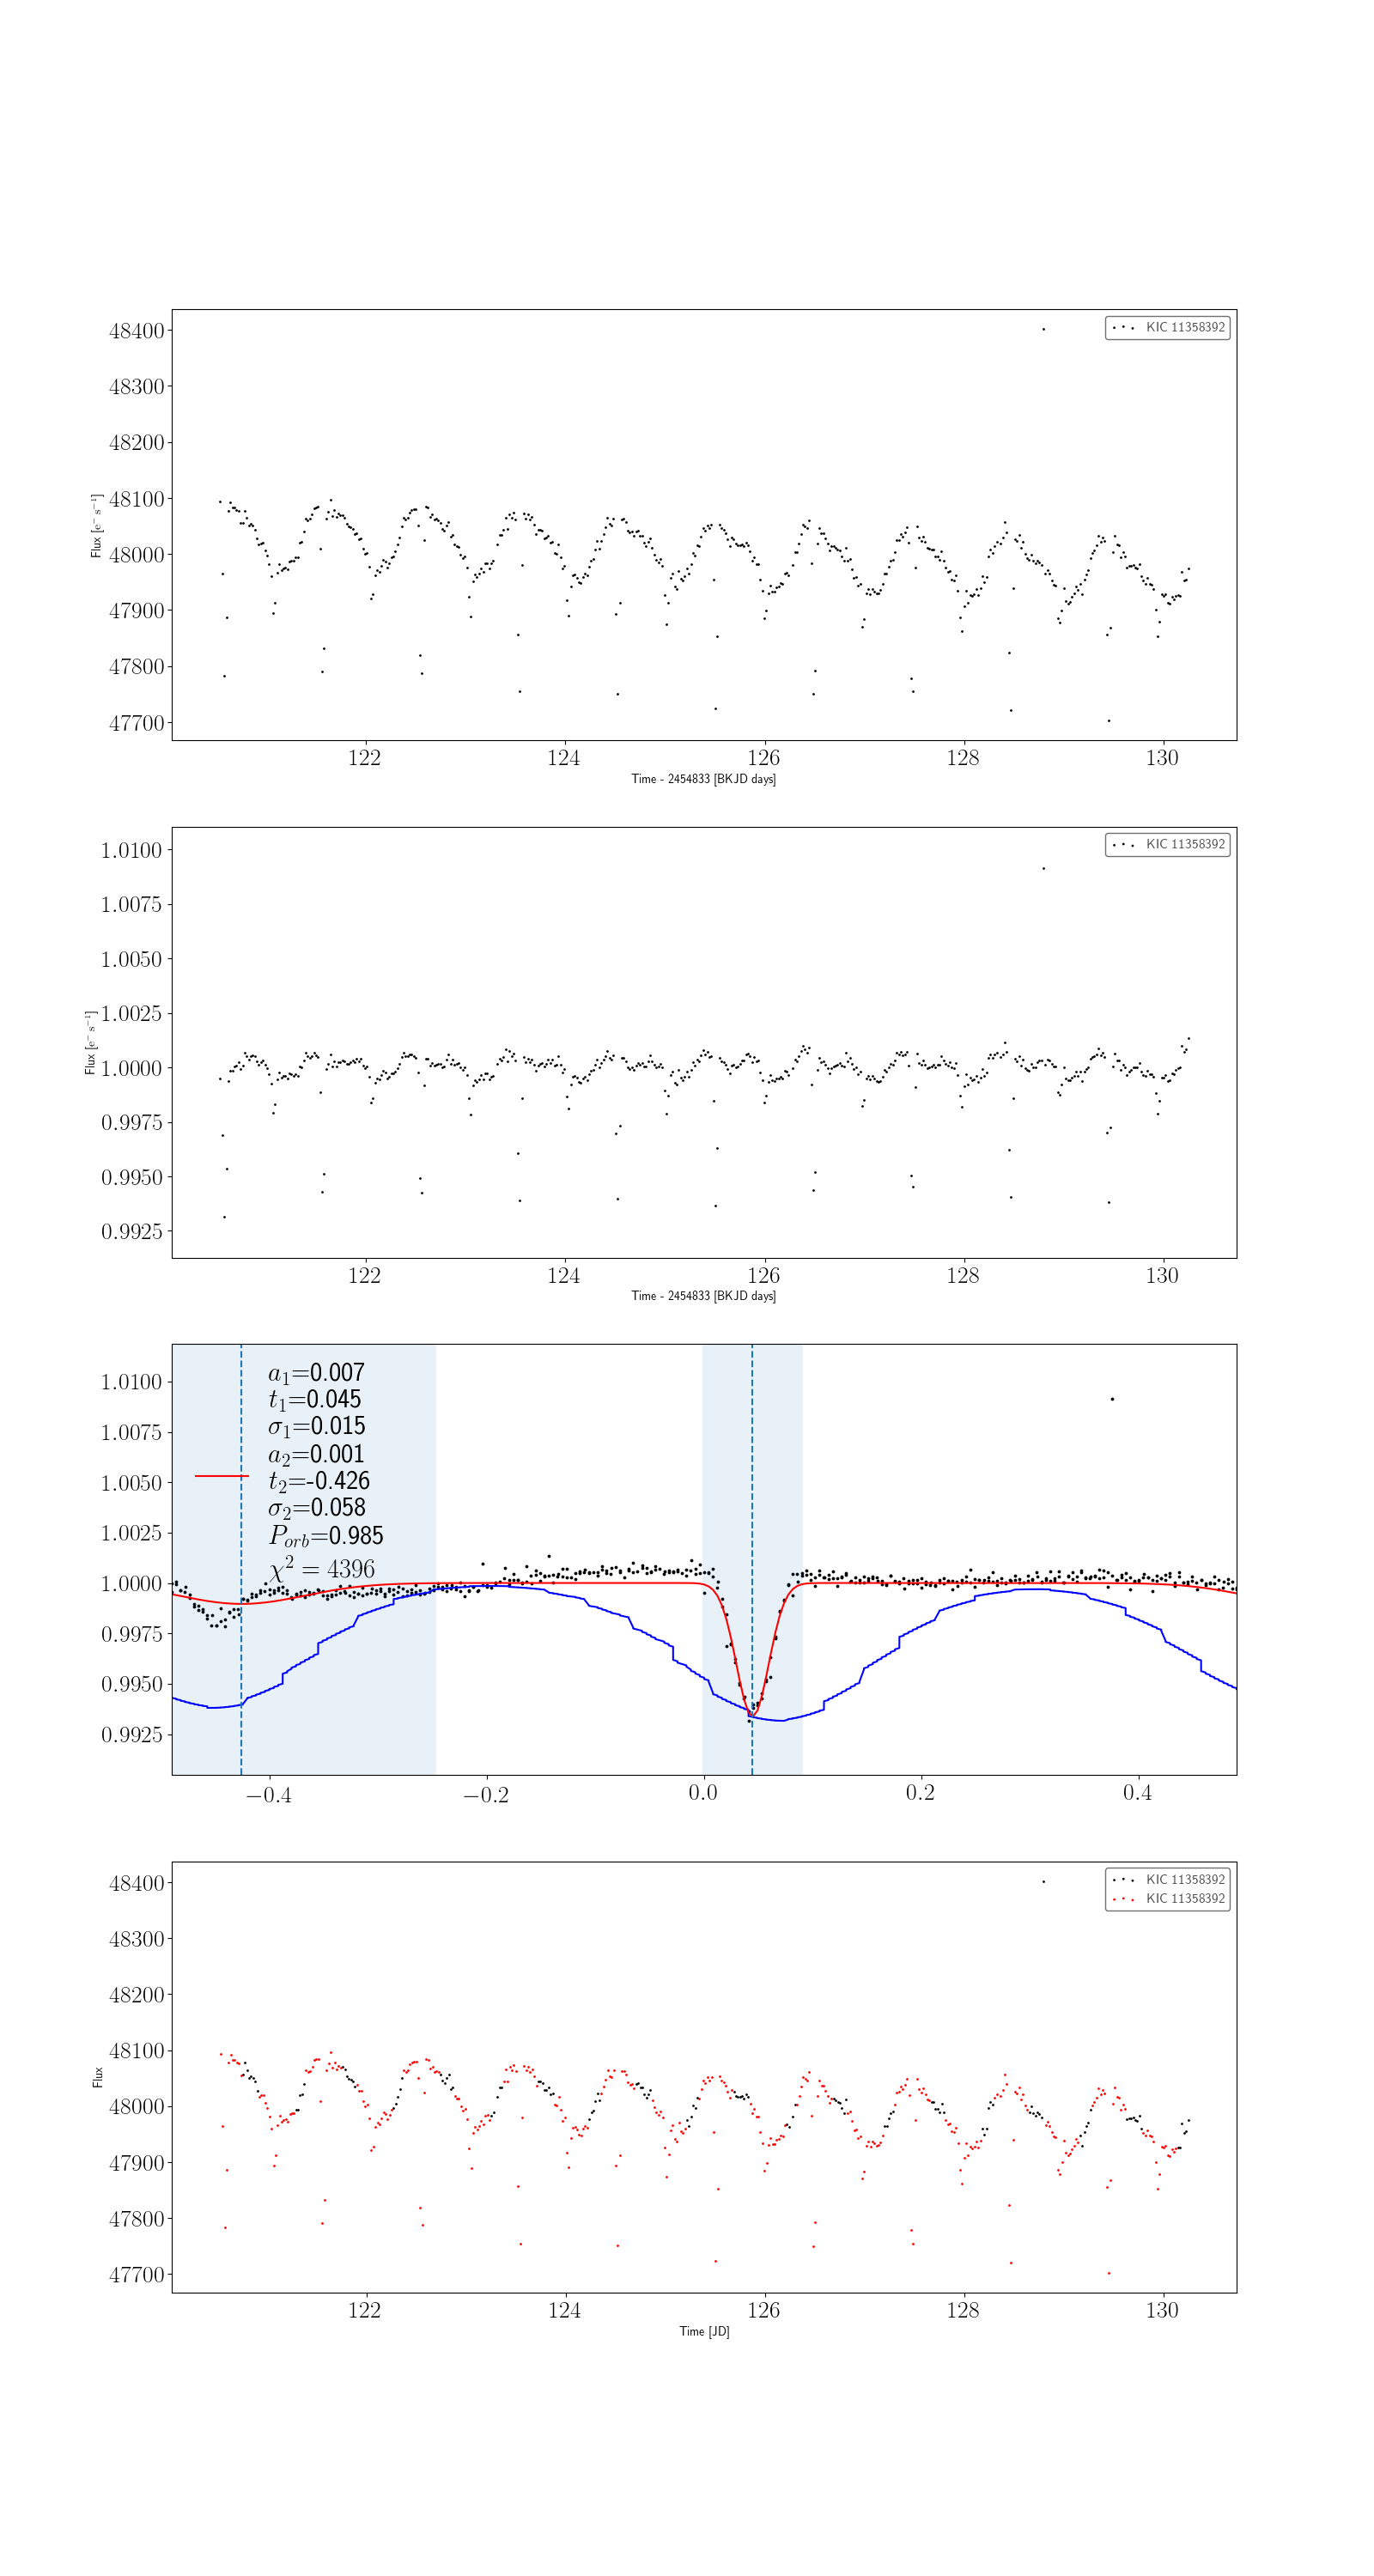 48400
48300
48200
48100
48000
47900
47800
47700
Flux [e⁻ s⁻¹]
KIC 11358392
122 124 126 128 130
Time - 2454833 [BKJD days]
1.0100
1.0075
1.0050
1.0025
1.0000
0.9975
0.9950
0.9925
Flux [e⁻ s⁻¹]
KIC 11358392
122 124 126 128 130
Time - 2454833 [BKJD days]
1.0100
1.0075
1.0050
1.0025
1.0000
0.9975
0.9950
0.9925
a₁=0.007
t₁=0.045
σ₁=0.015
a₂=0.001
t₂=-0.426
σ₂=0.058
P_orb=0.985
χ² = 4396
−0.4 −0.2 0.0 0.2 0.4
48400
48300
48200
48100
48000
47900
47800
47700
Flux
KIC 11358392
KIC 11358392
122 124 126 128 130
Time [JD]